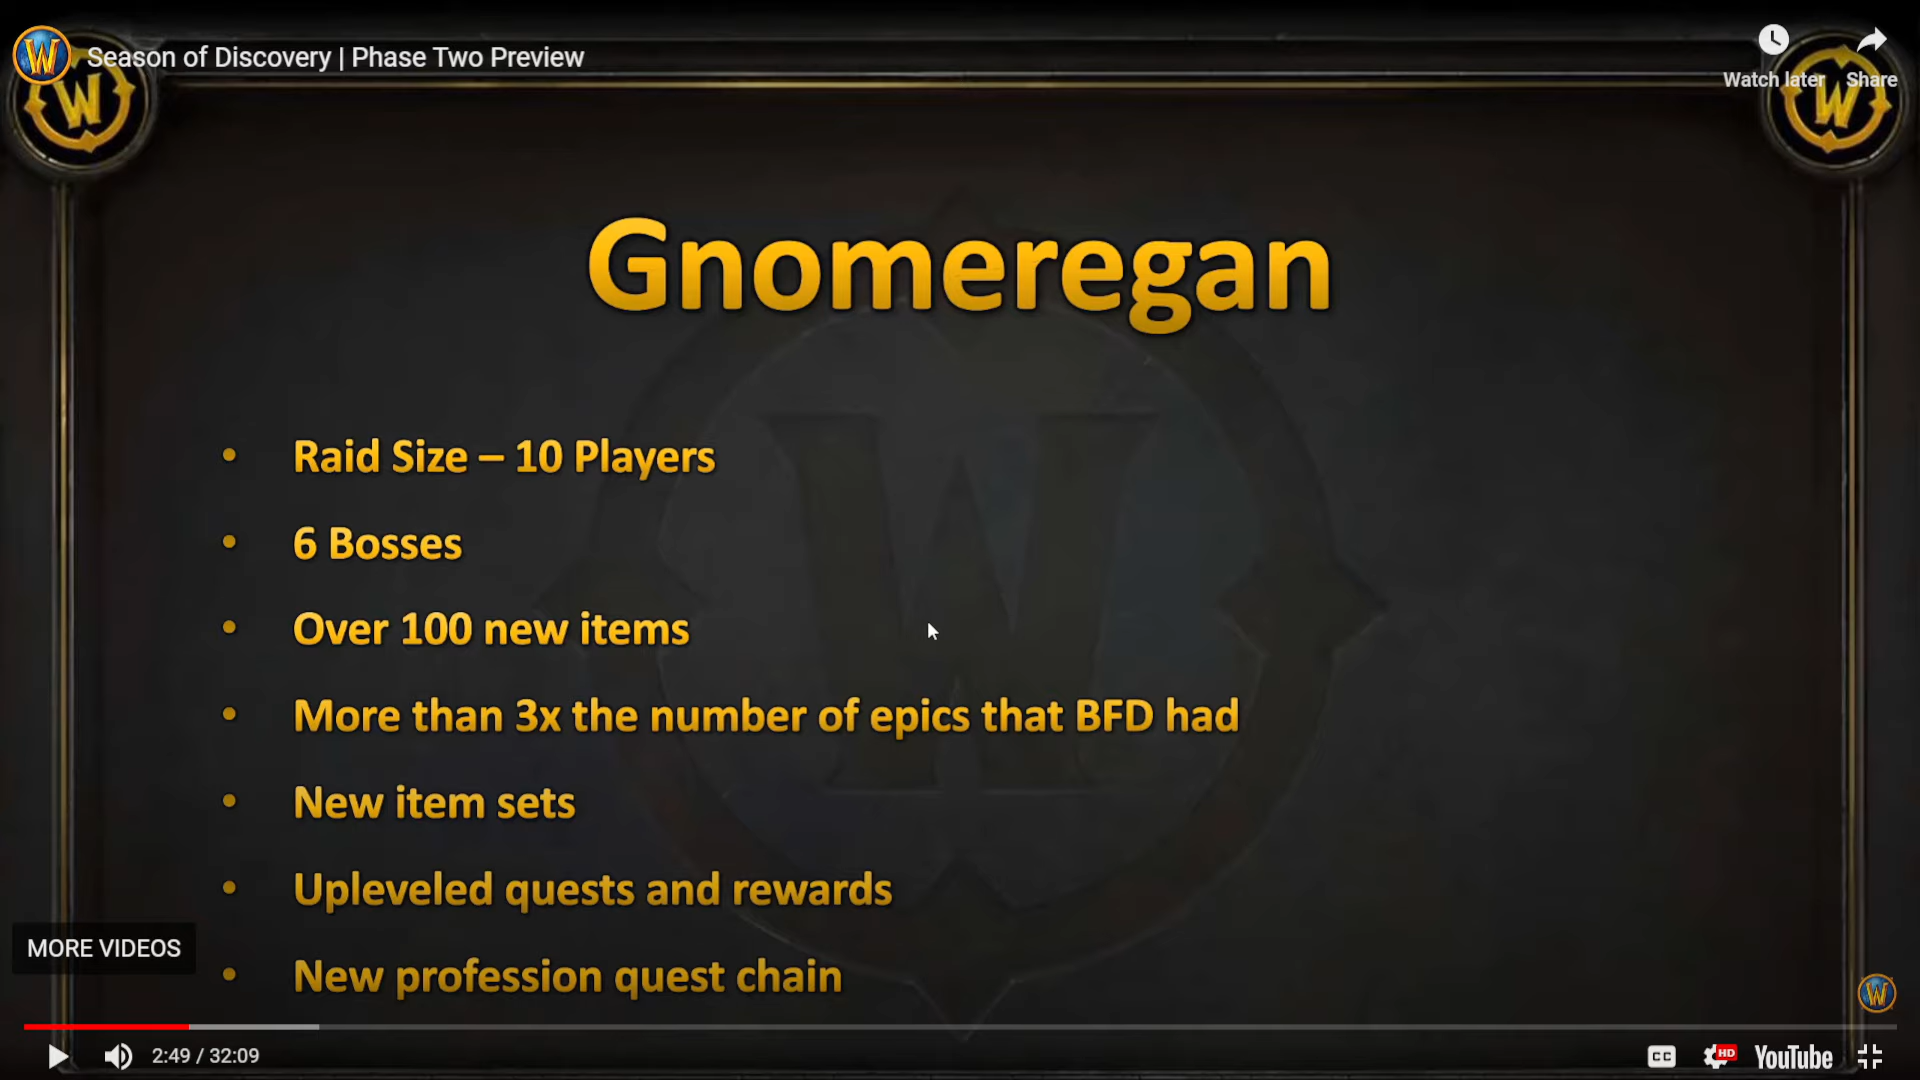 Season of Discovery | Phase Two Preview
Watch later
Share
Gnomeregan
• Raid Size – 10 Players
• 6 Bosses
• Over 100 new items
• More than 3x the number of epics that BFD had
• New item sets
• Upleveled quests and rewards
• New profession quest chain
MORE VIDEOS
2:49 / 32:09
CC
HD
YouTube